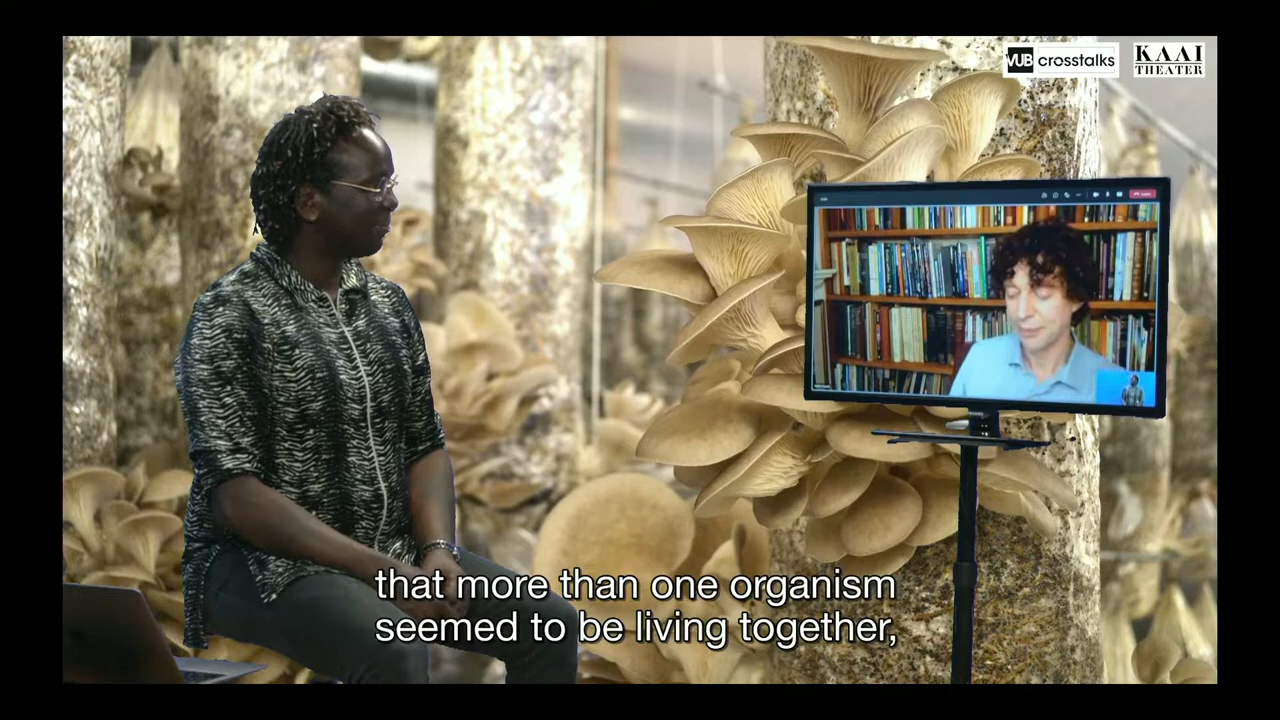 VUB crosstalks
KAAI
THEATER
that more than one organism
seemed to be living together,